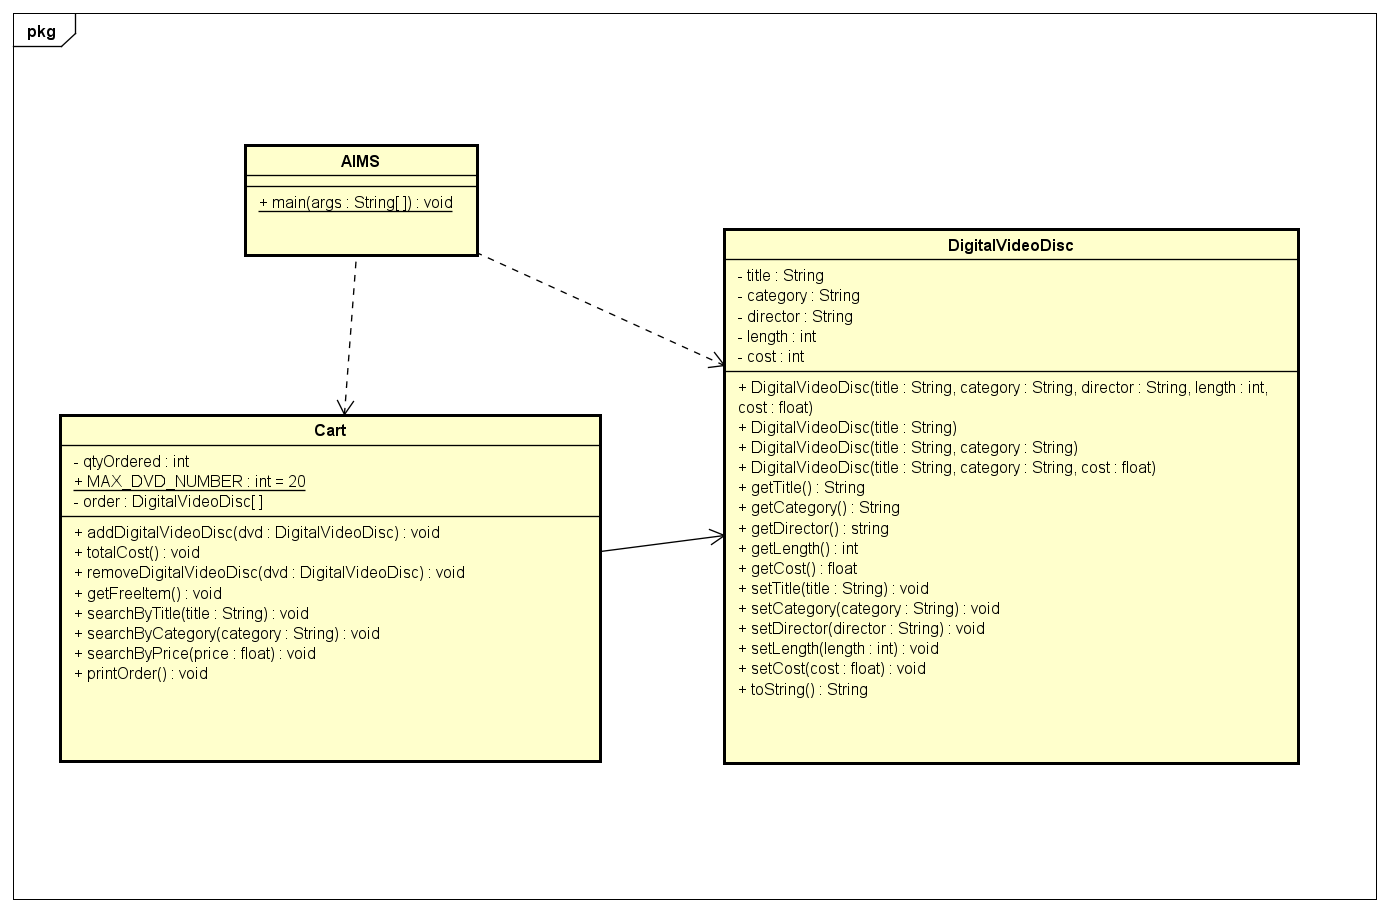 pkg
AIMS
+ main(args : String[ ]) : void
DigitalVideoDisc
- title : String
- category : String
- director : String
- length : int
- cost : int
+ DigitalVideoDisc(title : String, category : String, director : String, length : int,
cost : float)
+ DigitalVideoDisc(title : String)
+ DigitalVideoDisc(title : String, category : String)
+ DigitalVideoDisc(title : String, category : String, cost : float)
+ getTitle() : String
+ getCategory() : String
+ getDirector() : string
+ getLength() : int
+ getCost() : float
+ setTitle(title : String) : void
+ setCategory(category : String) : void
+ setDirector(director : String) : void
+ setLength(length : int) : void
+ setCost(cost : float) : void
+ toString() : String
Cart
- qtyOrdered : int
+ MAX_DVD_NUMBER : int = 20
- order : DigitalVideoDisc[ ]
+ addDigitalVideoDisc(dvd : DigitalVideoDisc) : void
+ totalCost() : void
+ removeDigitalVideoDisc(dvd : DigitalVideoDisc) : void
+ getFreeItem() : void
+ searchByTitle(title : String) : void
+ searchByCategory(category : String) : void
+ searchByPrice(price : float) : void
+ printOrder() : void